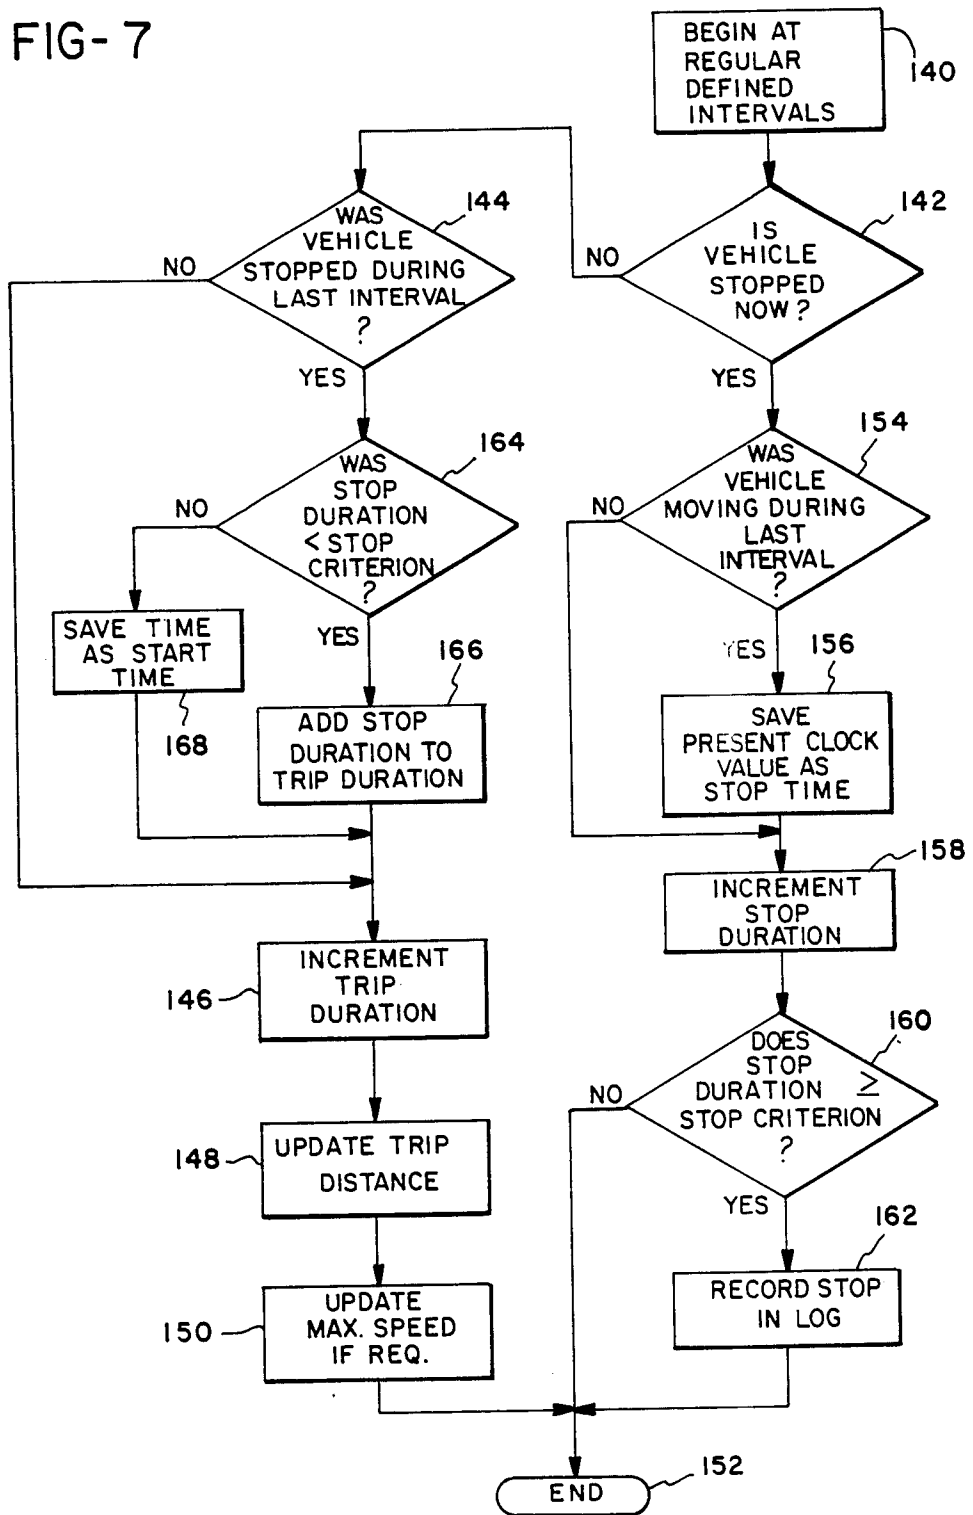 FIG-7
BEGIN AT
REGULAR
DEFINED
INTERVALS
140
IS
VEHICLE
STOPPED
NOW?
142
NO
YES
WAS
VEHICLE
STOPPED DURING
LAST INTERVAL
?
144
NO
YES
WAS
STOP
DURATION
< STOP
CRITERION
?
164
NO
YES
SAVE TIME
AS START
TIME
168
ADD STOP
DURATION TO
TRIP DURATION
166
WAS
VEHICLE
MOVING DURING
LAST
INTERVAL
?
154
NO
YES
SAVE
PRESENT CLOCK
VALUE AS
STOP TIME
156
INCREMENT
STOP
DURATION
158
INCREMENT
TRIP
DURATION
146
UPDATE TRIP
DISTANCE
148
UPDATE
MAX. SPEED
IF REQ.
150
DOES
STOP
DURATION ≥
STOP CRITERION
?
160
NO
YES
RECORD STOP
IN LOG
162
END
152